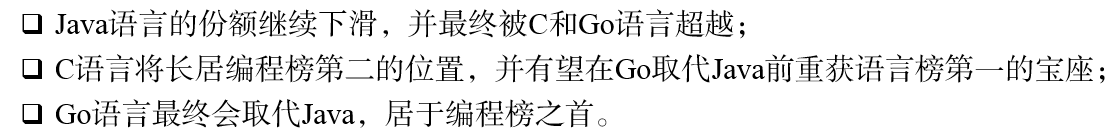 ❑ Java语言的份额继续下滑，并最终被C和Go语言超越；
❑ C语言将长居编程榜第二的位置，并有望在Go取代Java前重获语言榜第一的宝座；
❑ Go语言最终会取代Java，居于编程榜之首。